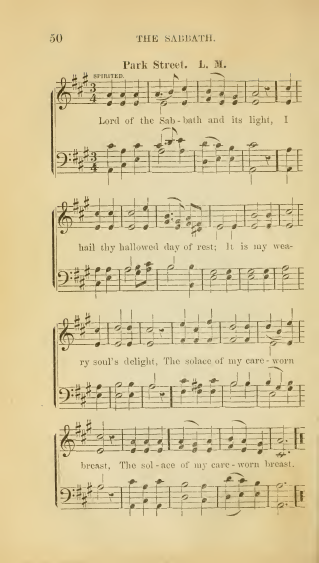 50 THE SABBATH.
Park Street. L. M.
SPIRITED.
Lord of the Sab-bath and its light, I
hail thy hallowed day of rest; It is my wea-
ry soul's delight, The solace of my care-worn
breast, The sol-ace of my care-worn breast.